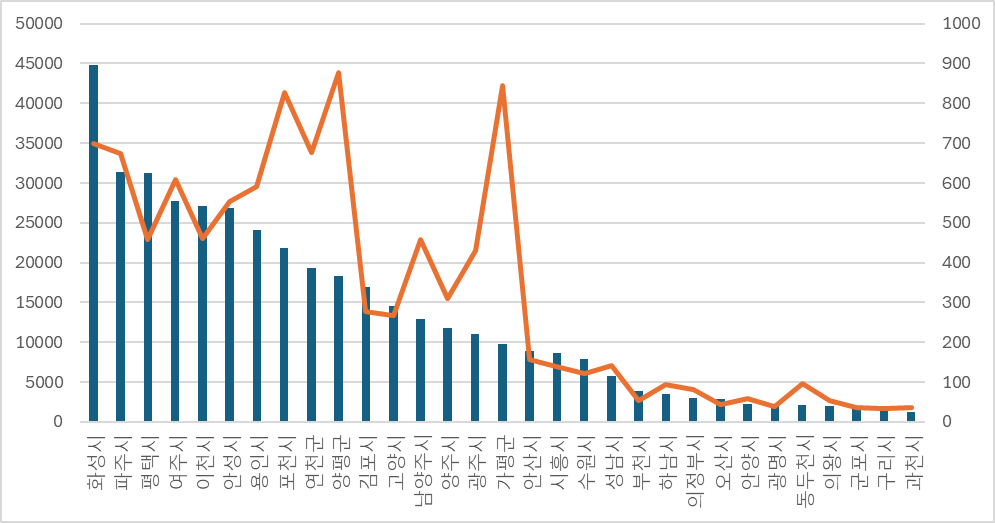 50000
45000
40000
35000
30000
25000
20000
15000
10000
5000
0
1000
900
800
700
600
500
400
300
200
100
0
화성시
파주시
평택시
여주시
이천시
안성시
용인시
포천시
연천군
양평군
김포시
고양시
남양주시
양주시
광주시
가평군
안산시
시흥시
수원시
성남시
부천시
하남시
의정부시
오산시
안양시
광명시
동두천시
의왕시
군포시
구리시
과천시